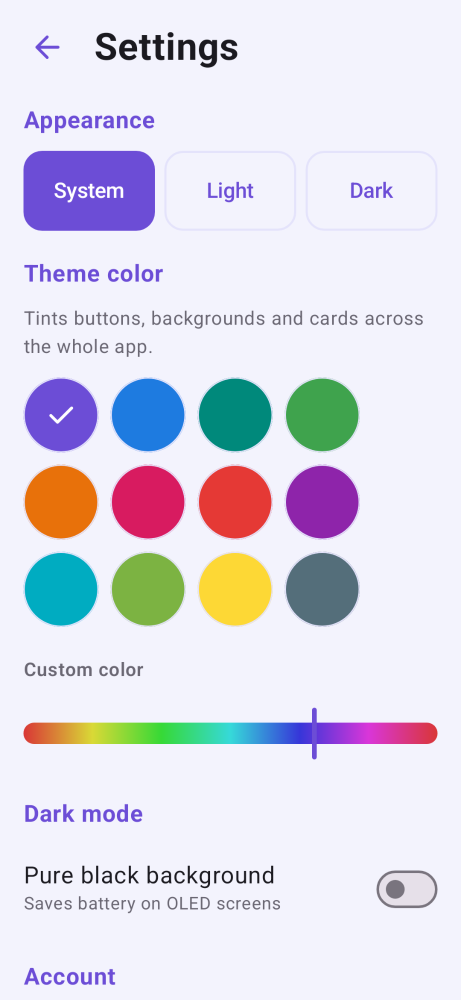 Settings
Appearance
System
Light
Dark
Theme color
Tints buttons, backgrounds and cards across
the whole app.
Custom color
Dark mode
Pure black background
Saves battery on OLED screens
Account